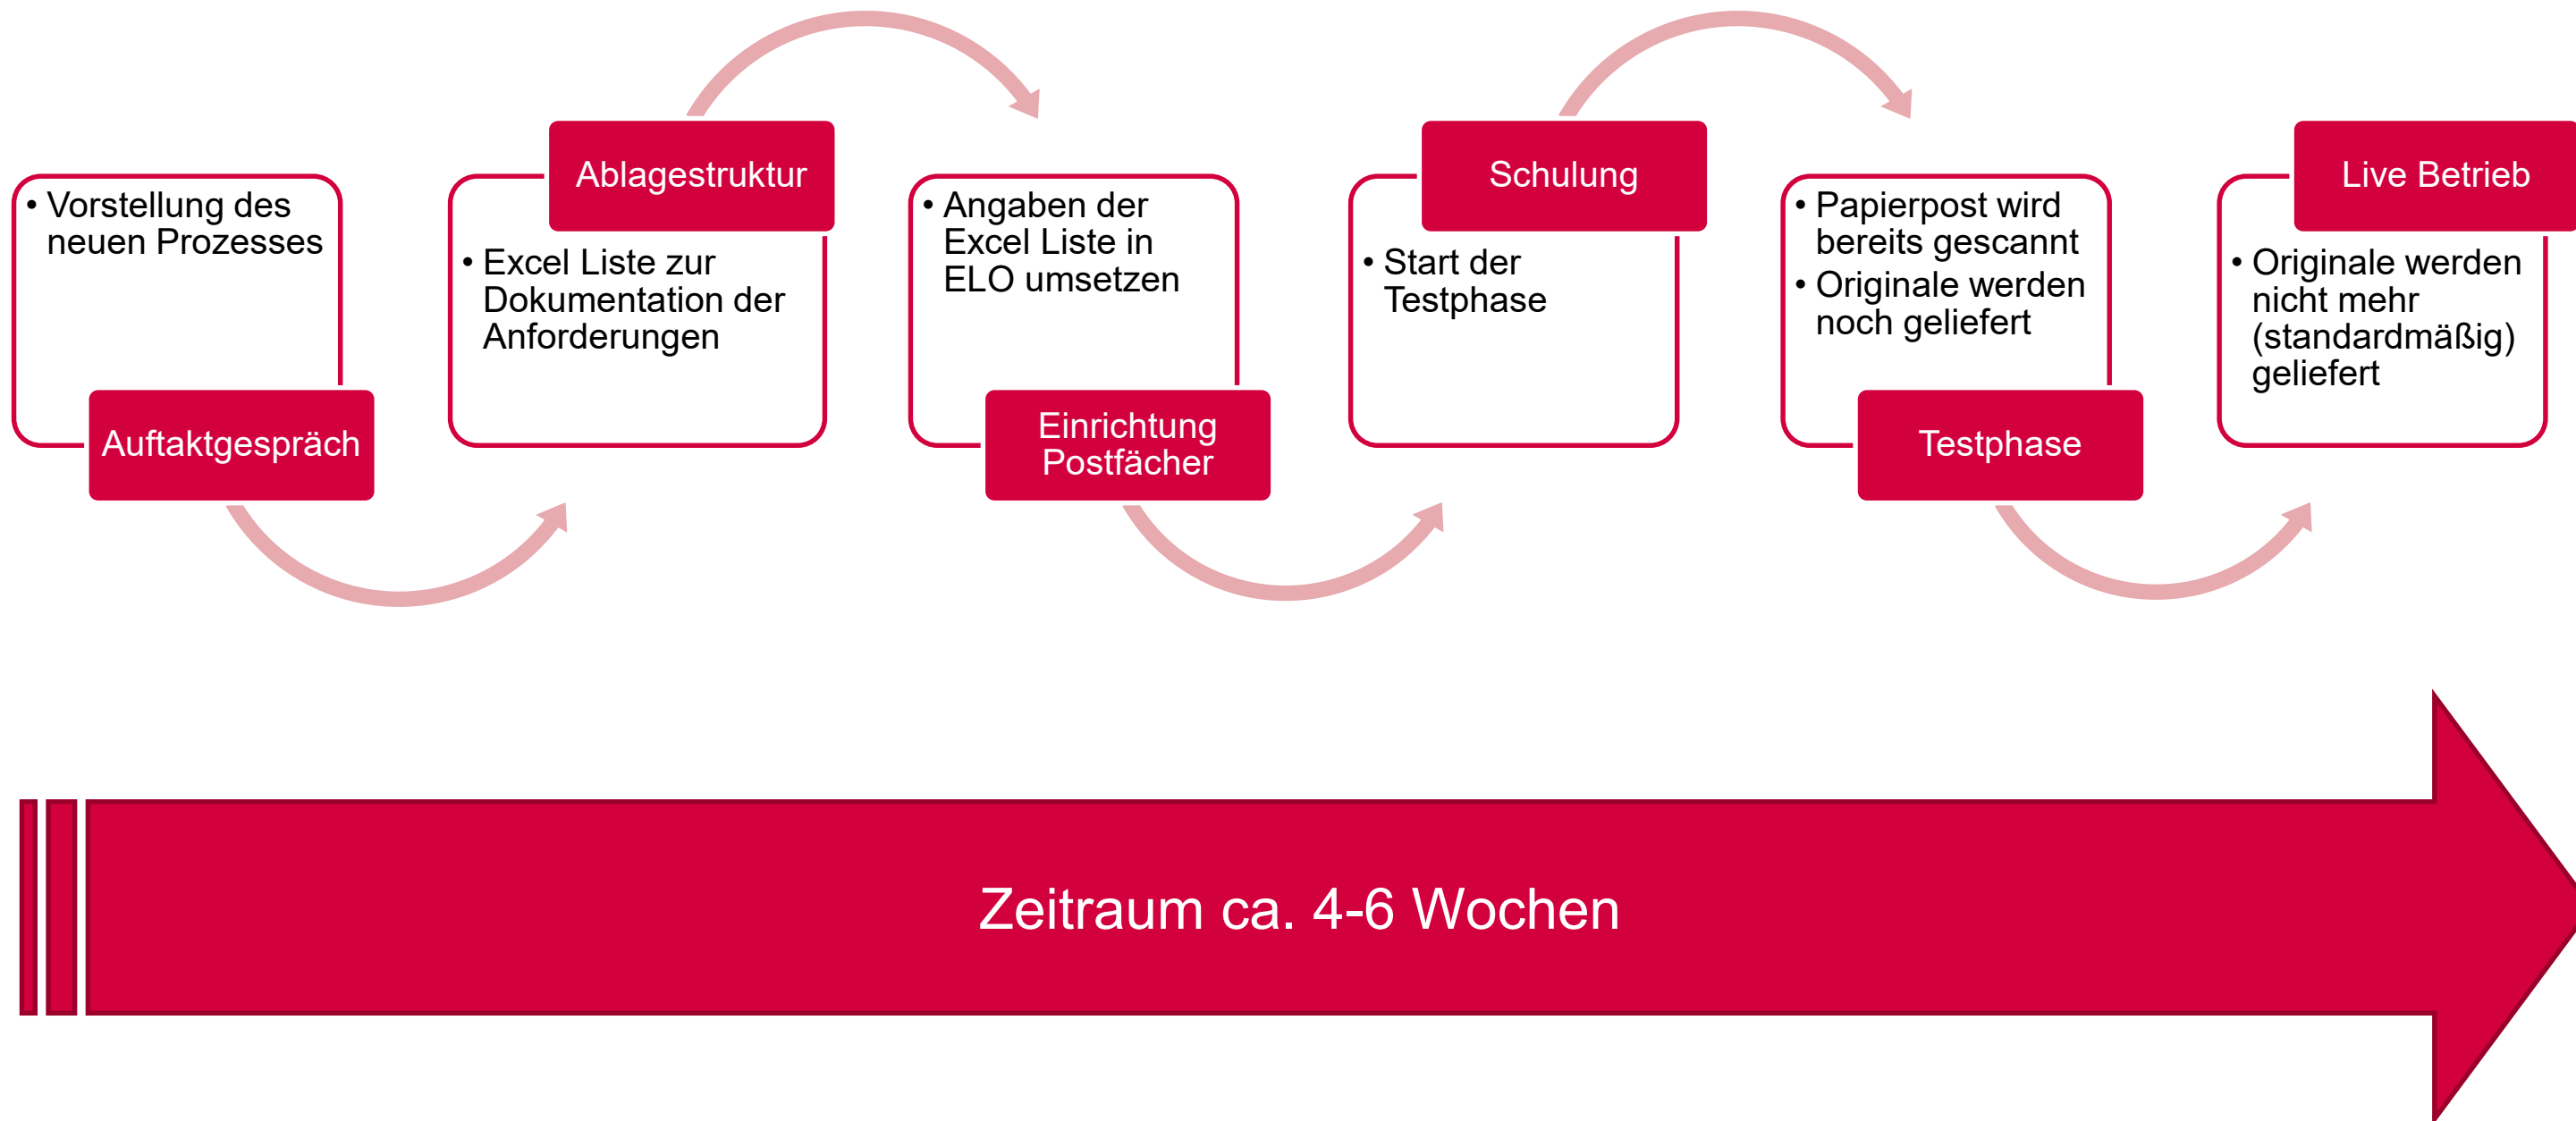 • Vorstellung des
neuen Prozesses
Auftaktgespräch
Ablagestruktur
• Excel Liste zur
Dokumentation der
Anforderungen
• Angaben der
Excel Liste in
ELO umsetzen
Einrichtung
Postfächer
Schulung
• Start der
Testphase
• Papierpost wird
bereits gescannt
• Originale werden
noch geliefert
Testphase
Live Betrieb
• Originale werden
nicht mehr
(standardmäßig)
geliefert
Zeitraum ca. 4-6 Wochen